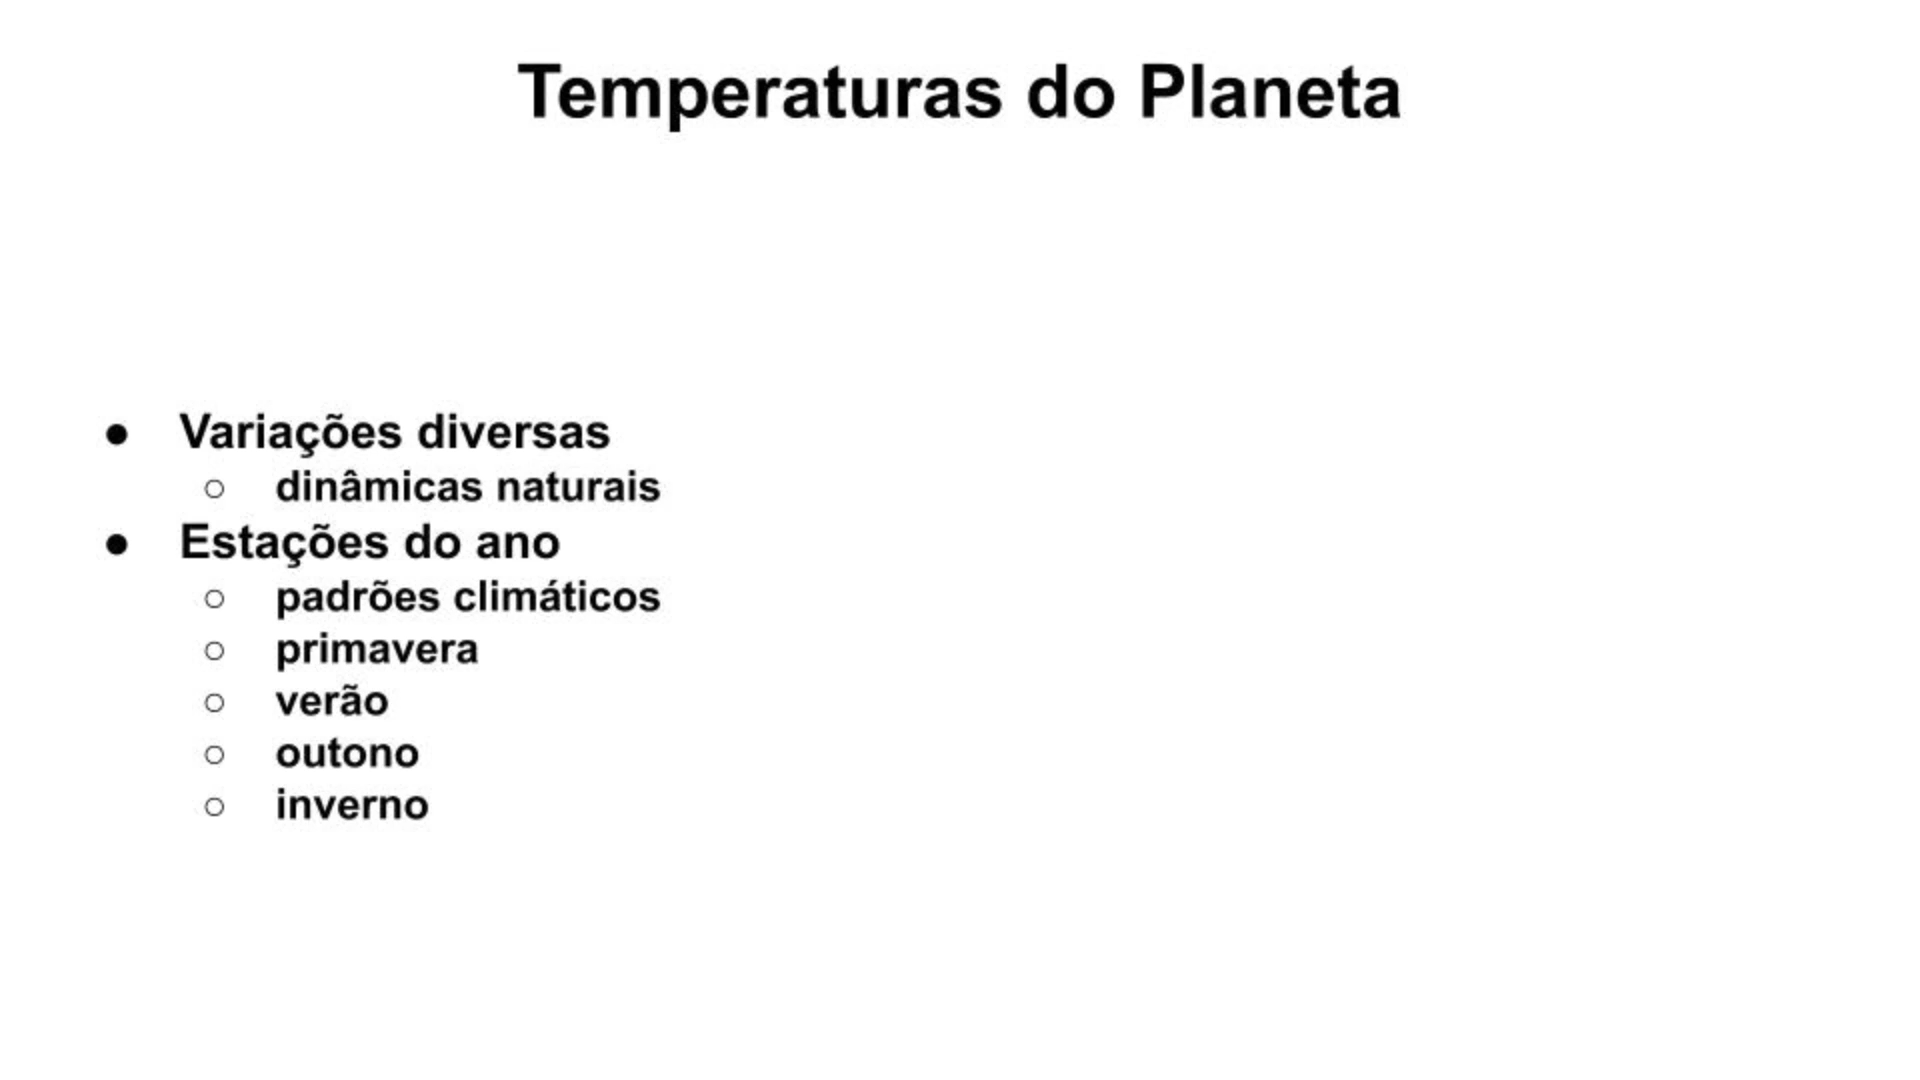 Temperaturas do Planeta
● Variações diversas
○ dinâmicas naturais
● Estações do ano
○ padrões climáticos
○ primavera
○ verão
○ outono
○ inverno